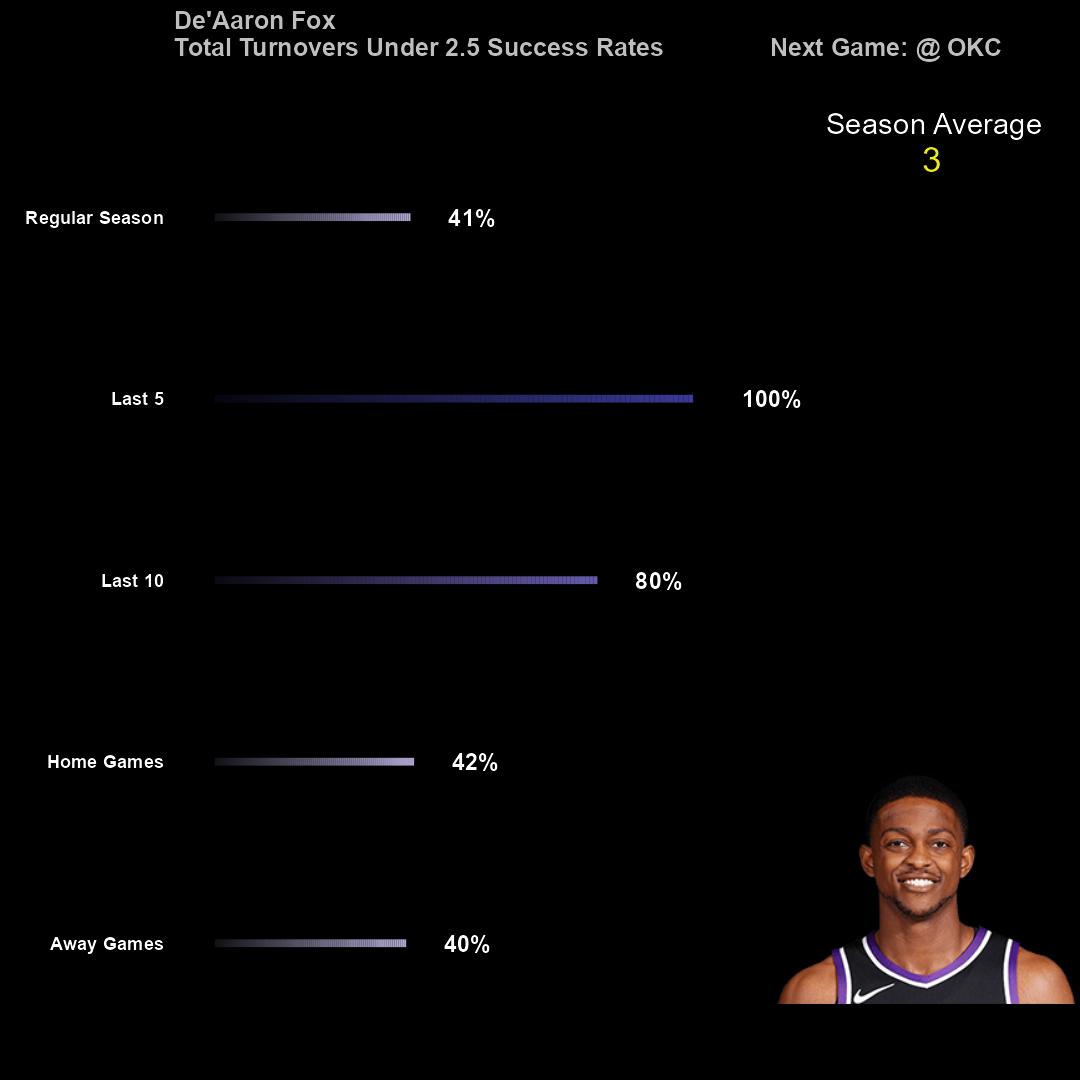 De'Aaron Fox
Total Turnovers Under 2.5 Success Rates
Next Game: @ OKC
Season Average
3
Regular Season 41%
Last 5 100%
Last 10 80%
Home Games 42%
Away Games 40%